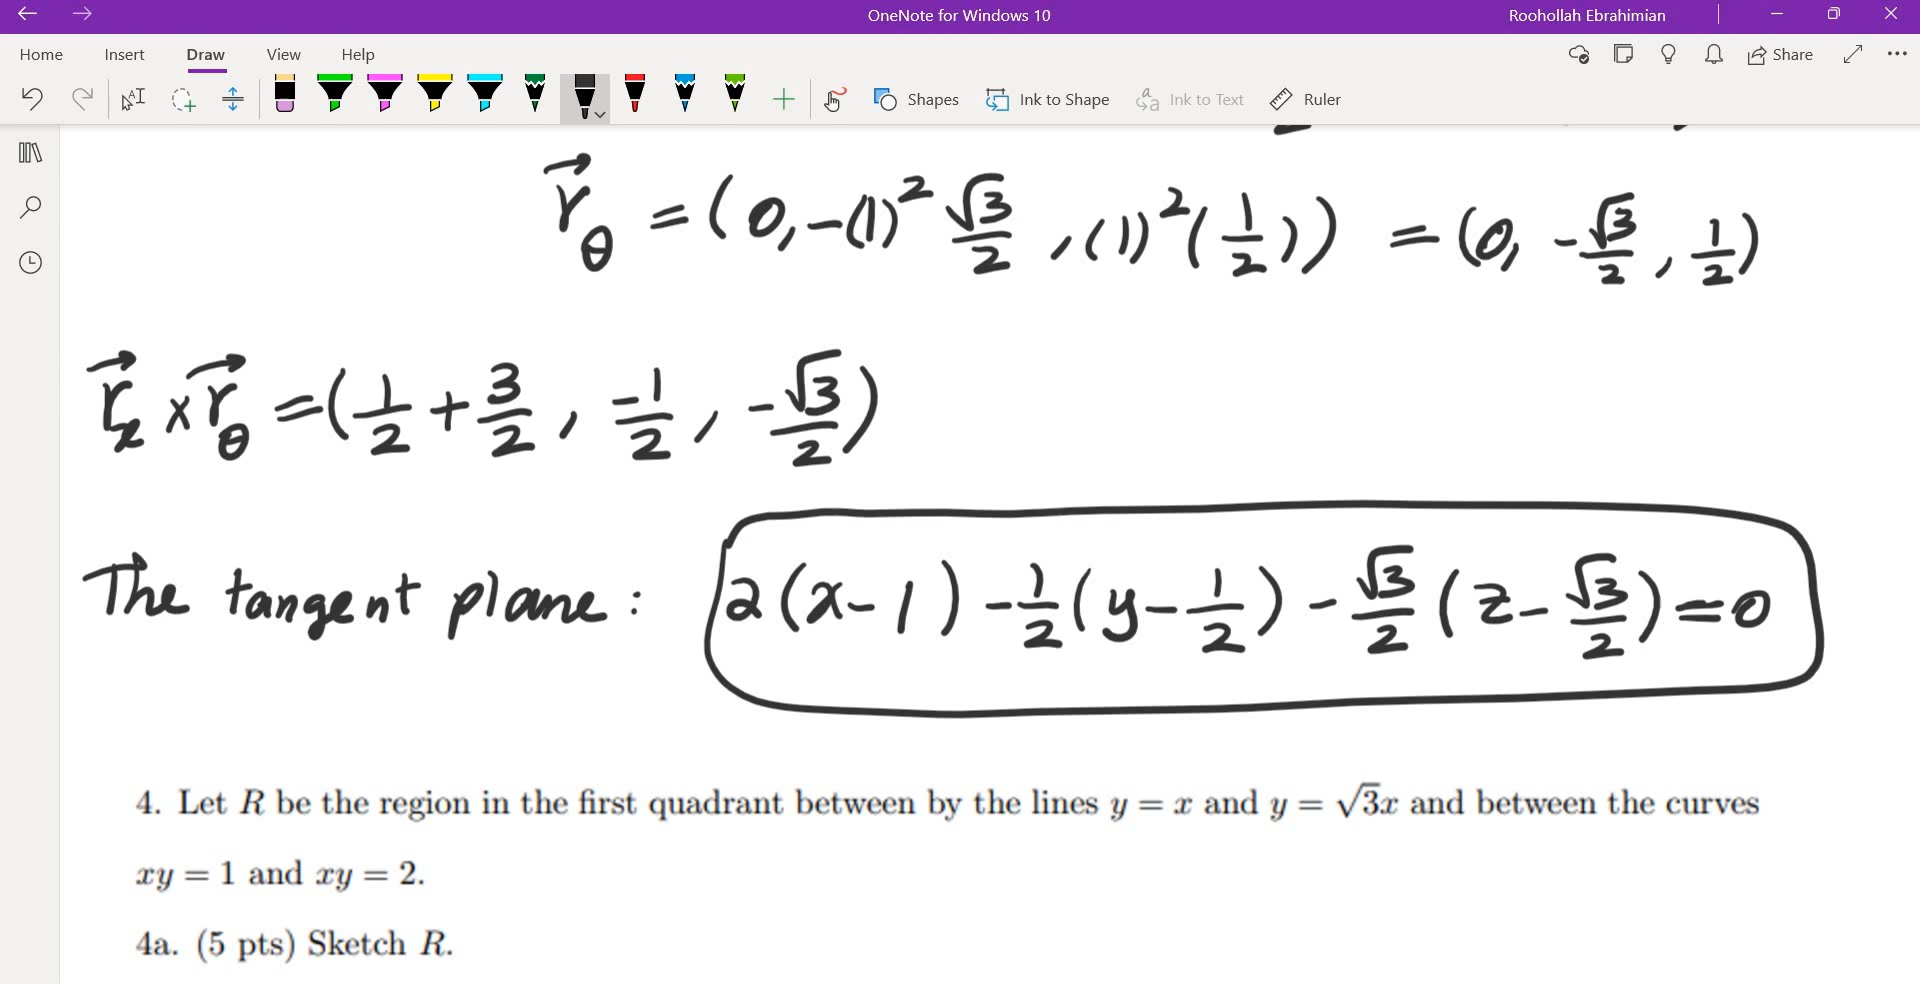 OneNote for Windows 10 Roohollah Ebrahimian
Home Insert Draw View Help Share
Shapes Ink to Shape Ink to Text Ruler
r⃗_θ = (0, -(1)² √3/2, (1)²(1/2)) = (0, -√3/2, 1/2)
r⃗_x × r⃗_θ = (1/2 + 3/2, -1/2, -√3/2)
The tangent plane: 2(x-1) - 1/2(y - 1/2) - √3/2(z - √3/2) = 0
4. Let R be the region in the first quadrant between by the lines y = x and y = √3x and between the curves
xy = 1 and xy = 2.
4a. (5 pts) Sketch R.